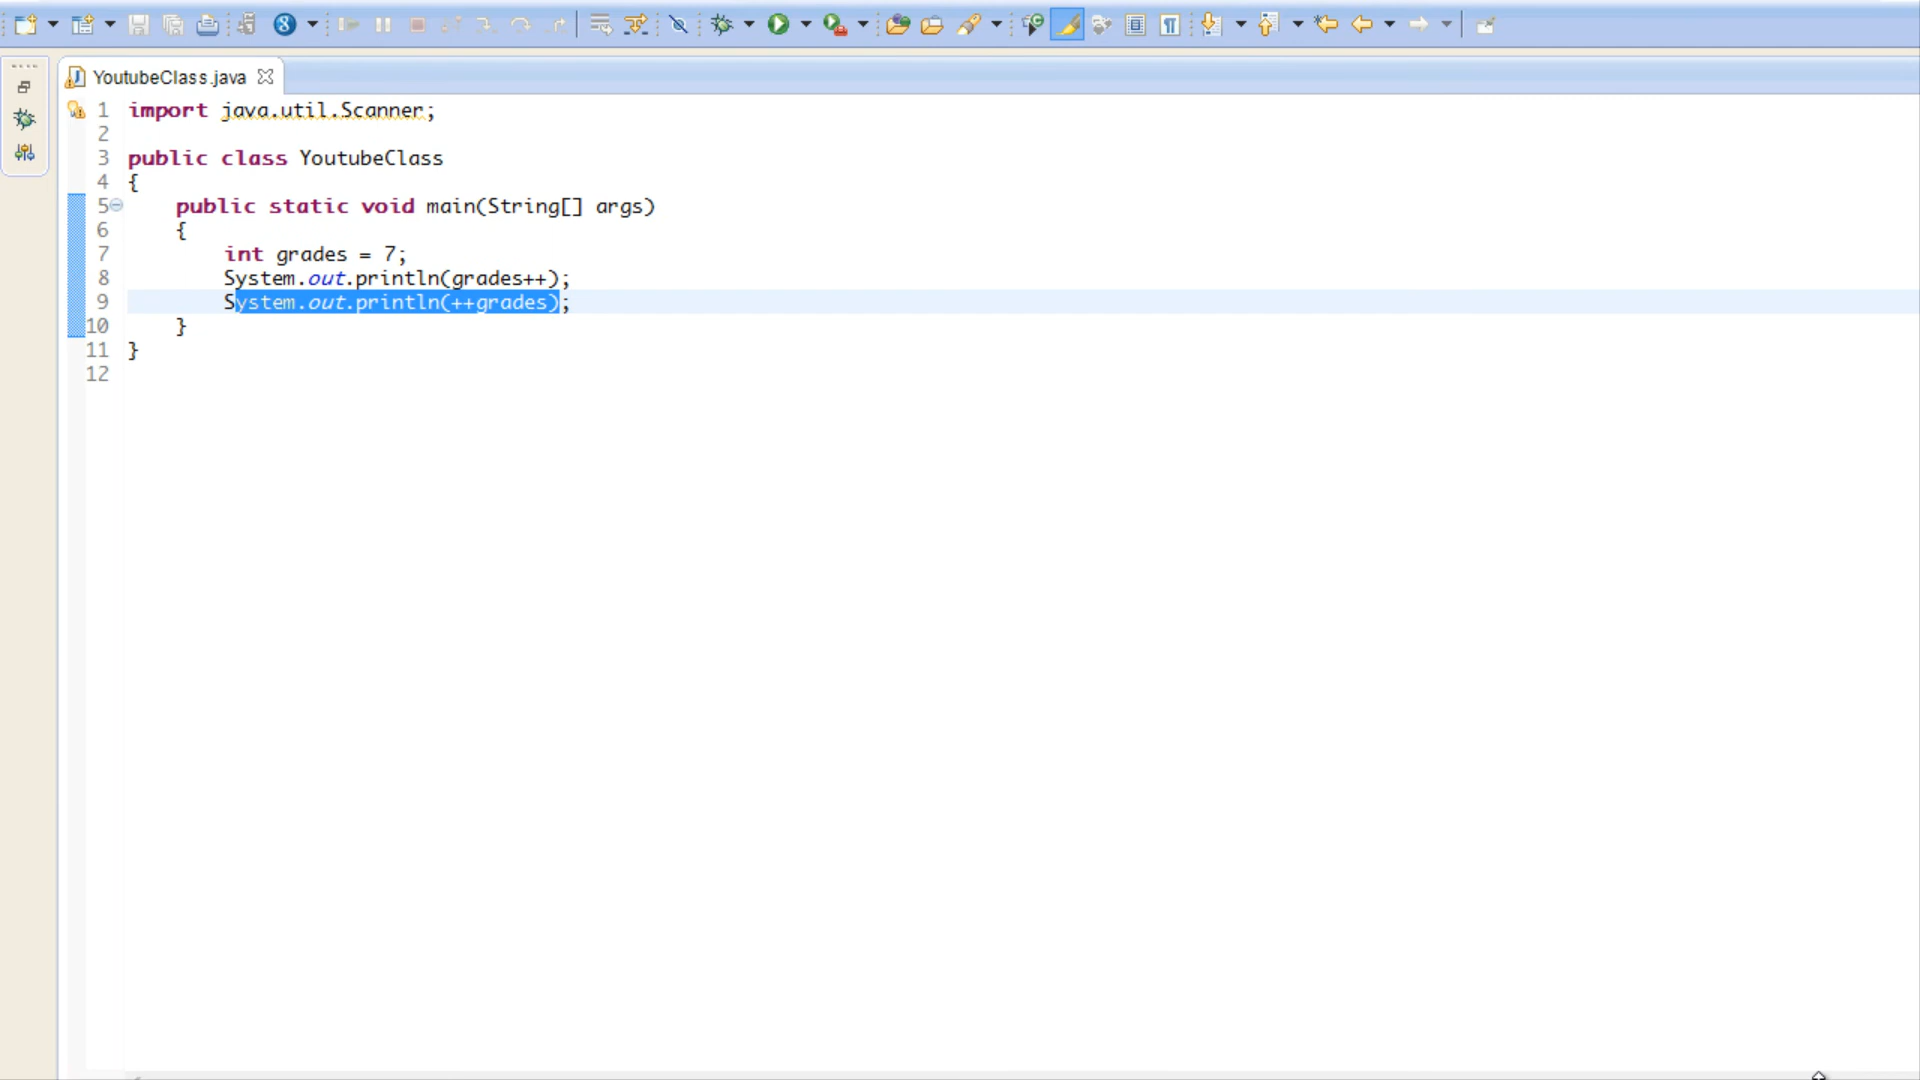 YoutubeClass.java
1 import java.util.Scanner;
2
3 public class YoutubeClass
4 {
5 public static void main(String[] args)
6 {
7 int grades = 7;
8 System.out.println(grades++);
9 System.out.println(++grades);
10 }
11 }
12